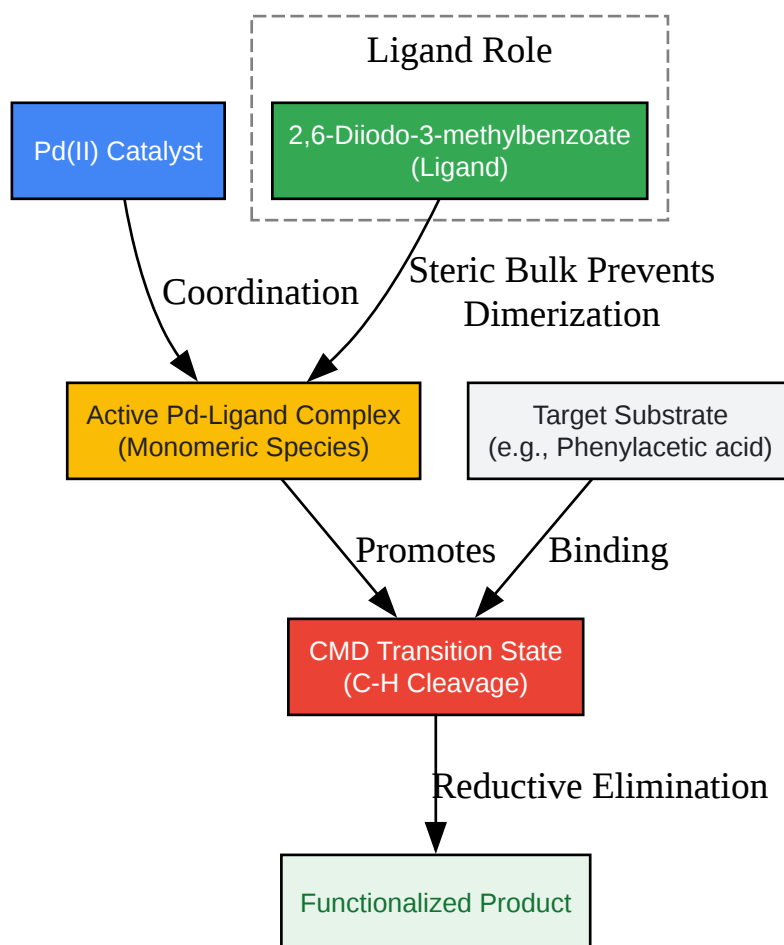 Ligand Role
Pd(II) Catalyst
2,6-Diiodo-3-methylbenzoate
(Ligand)
Coordination
Steric Bulk Prevents
Dimerization
Active Pd-Ligand Complex
(Monomeric Species)
Target Substrate
(e.g., Phenylacetic acid)
Promotes
Binding
CMD Transition State
(C-H Cleavage)
Reductive Elimination
Functionalized Product